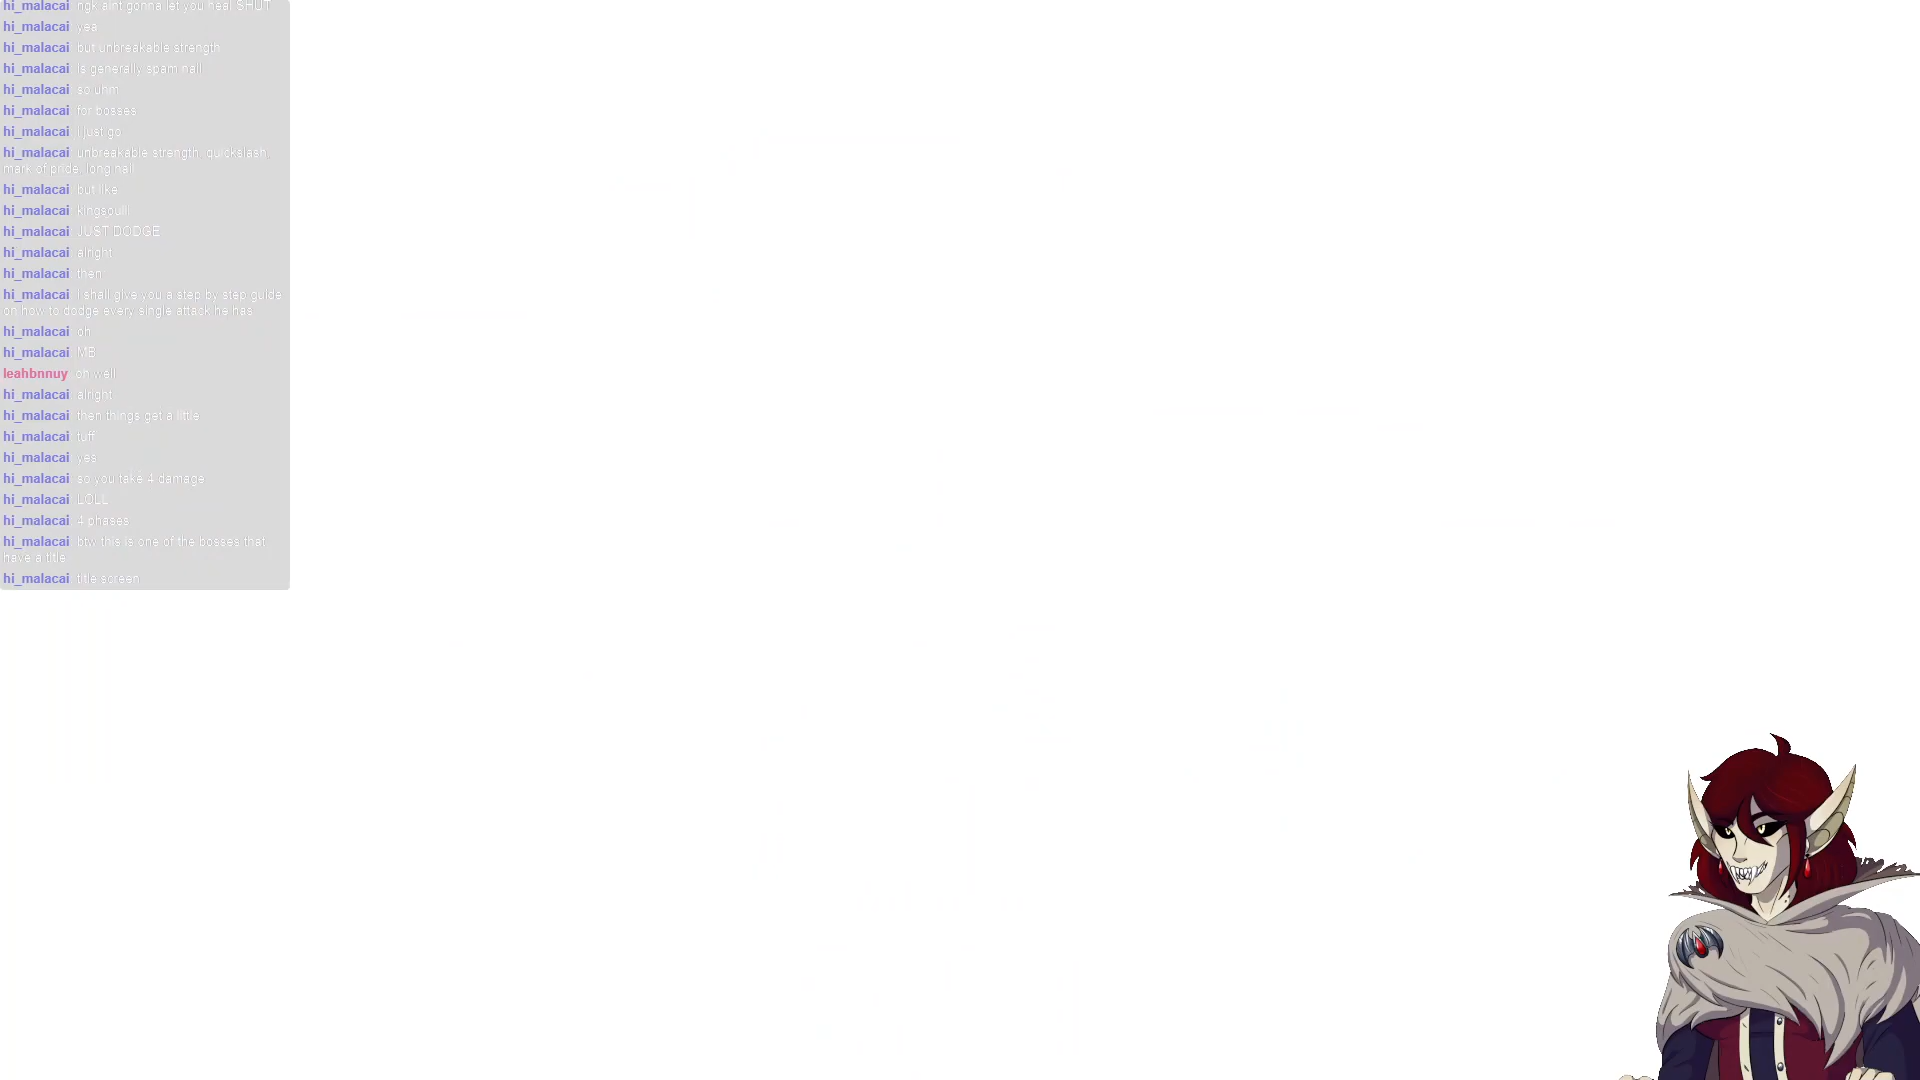 hi_malacai ngk aint gonna let you heal SHUT
hi_malacai yea
hi_malacai but unbreakable strength
hi_malacai Is generally spam nail
hi_malacai so uhm
hi_malacai for bosses
hi_malacai I just go
hi_malacai unbreakable strength, quickslash,
mark of pride, long nail
hi_malacai but like
hi_malacai kingsoul!
hi_malacai JUST DODGE
hi_malacai alright
hi_malacai then
hi_malacai I shall give you a step by step guide
on how to dodge every single attack he has
hi_malacai oh
hi_malacai MB
leahbnnuy oh well
hi_malacai alright
hi_malacai then things get a little
hi_malacai tuff
hi_malacai yes
hi_malacai so you take 4 damage
hi_malacai LOLL
hi_malacai 4 phases
hi_malacai btw this is one of the bosses that
have a title
hi_malacai title screen